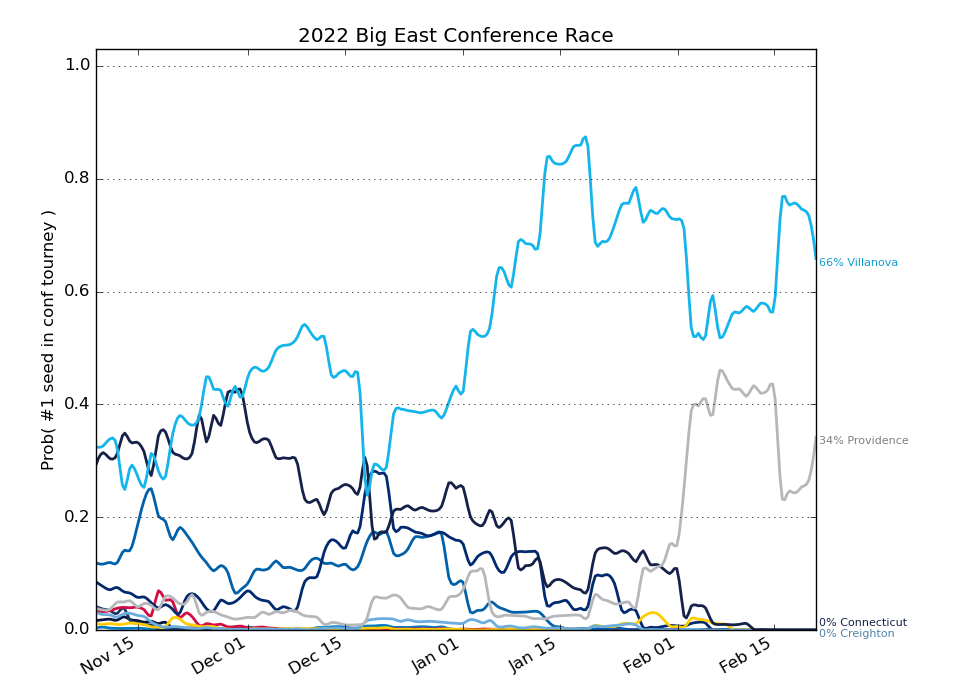 2022 Big East Conference Race
Prob( #1 seed in conf tourney )
1.0
0.8
0.6
0.4
0.2
0.0
66% Villanova
34% Providence
0% Connecticut
0% Creighton
Nov 15
Dec 01
Dec 15
Jan 01
Jan 15
Feb 01
Feb 15